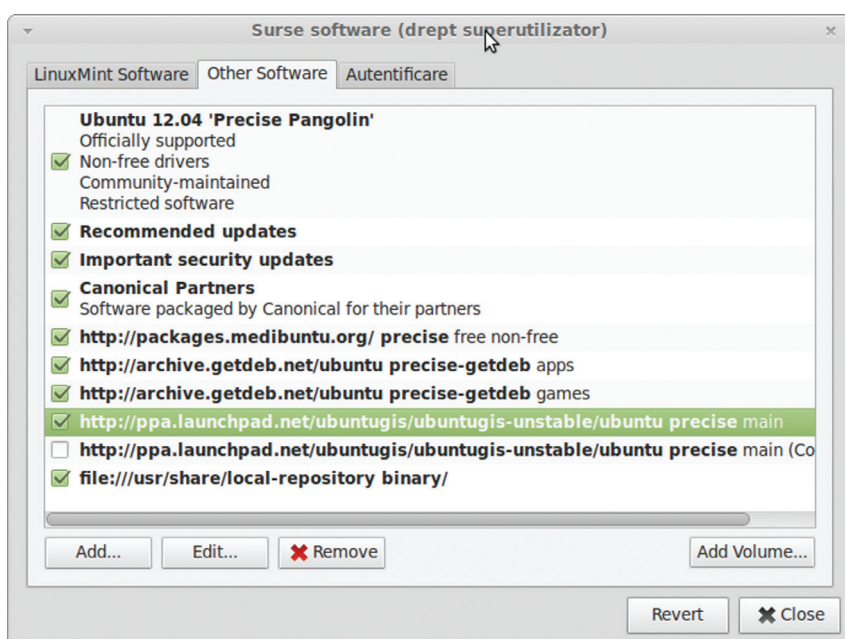 Surse software (drept superutilizator)
LinuxMint Software Other Software Autentificare
Ubuntu 12.04 'Precise Pangolin'
Officially supported
Non-free drivers
Community-maintained
Restricted software
Recommended updates
Important security updates
Canonical Partners
Software packaged by Canonical for their partners
http://packages.medibuntu.org/ precise free non-free
http://archive.getdeb.net/ubuntu precise-getdeb apps
http://archive.getdeb.net/ubuntu precise-getdeb games
http://ppa.launchpad.net/ubuntugis/ubuntugis-unstable/ubuntu precise main
http://ppa.launchpad.net/ubuntugis/ubuntugis-unstable/ubuntu precise main (Co
file:///usr/share/local-repository binary/
Add... Edit... Remove Add Volume...
Revert Close